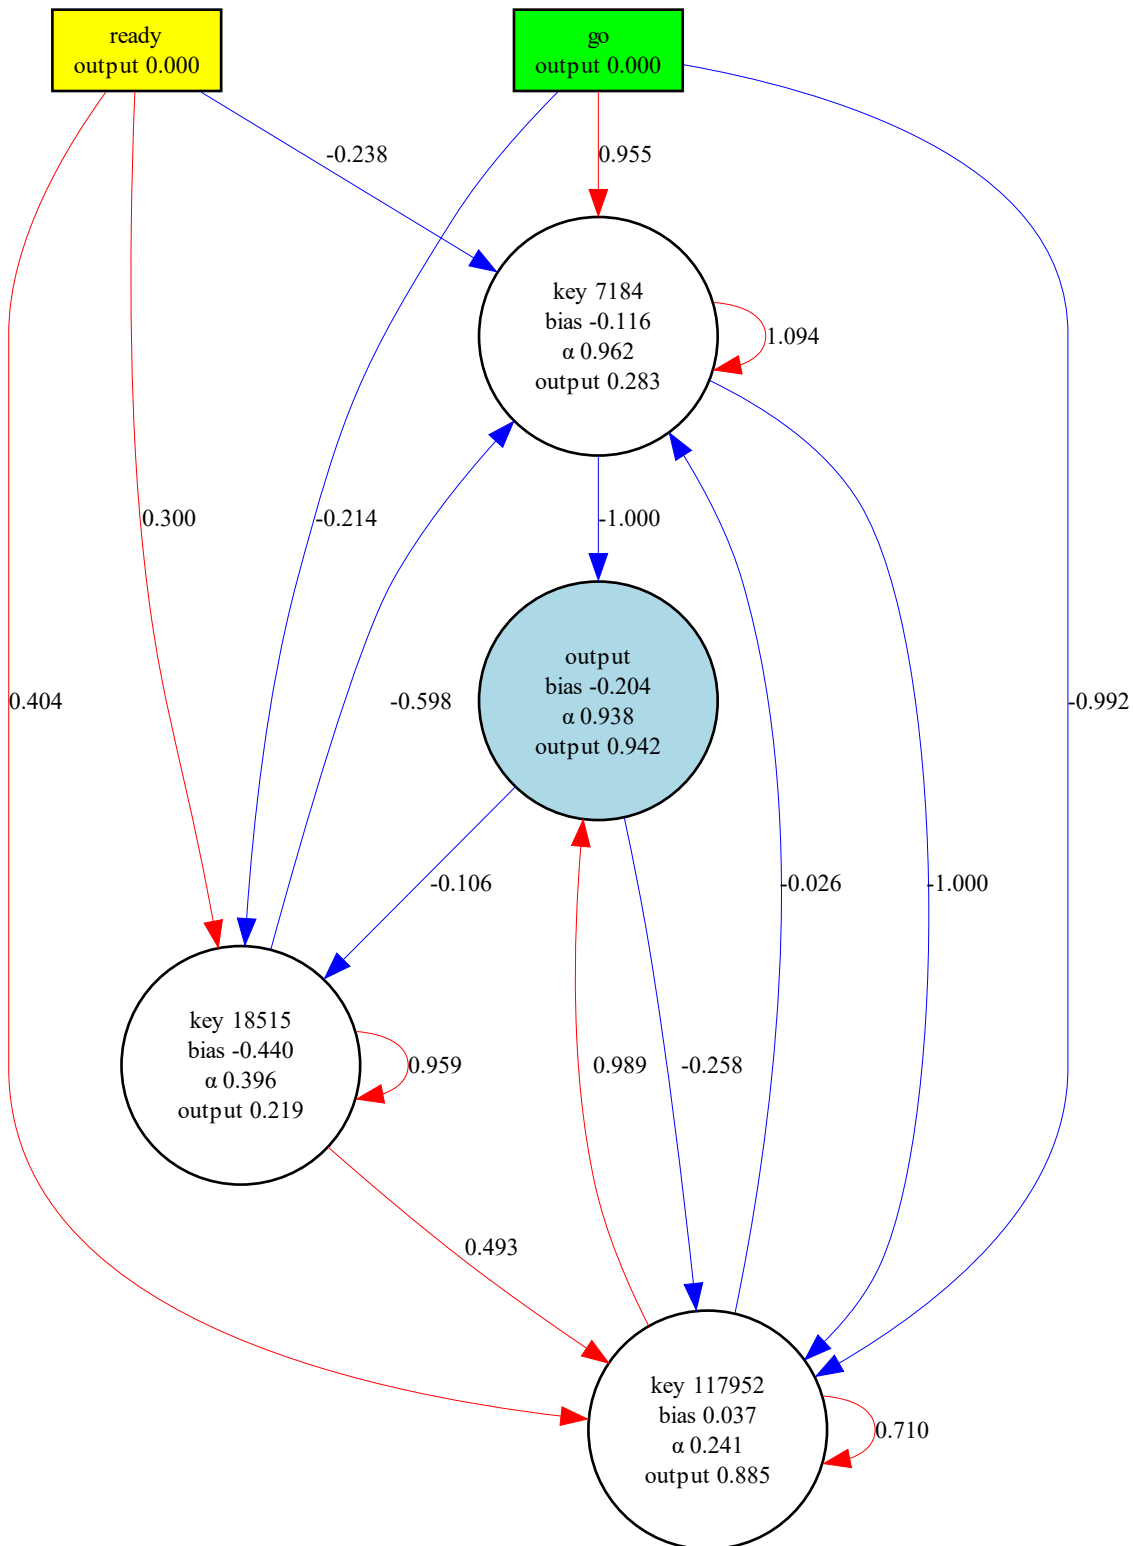 ready
output 0.000
go
output 0.000
-0.238
0.955
key 7184
bias -0.116
α 0.962
output 0.283
1.094
0.300
-0.214
-1.000
0.404
-0.598
output
bias -0.204
α 0.938
output 0.942
-0.992
-0.106
-0.026
-1.000
key 18515
bias -0.440
α 0.396
output 0.219
0.959
0.989
-0.258
0.493
key 117952
bias 0.037
α 0.241
output 0.885
0.710